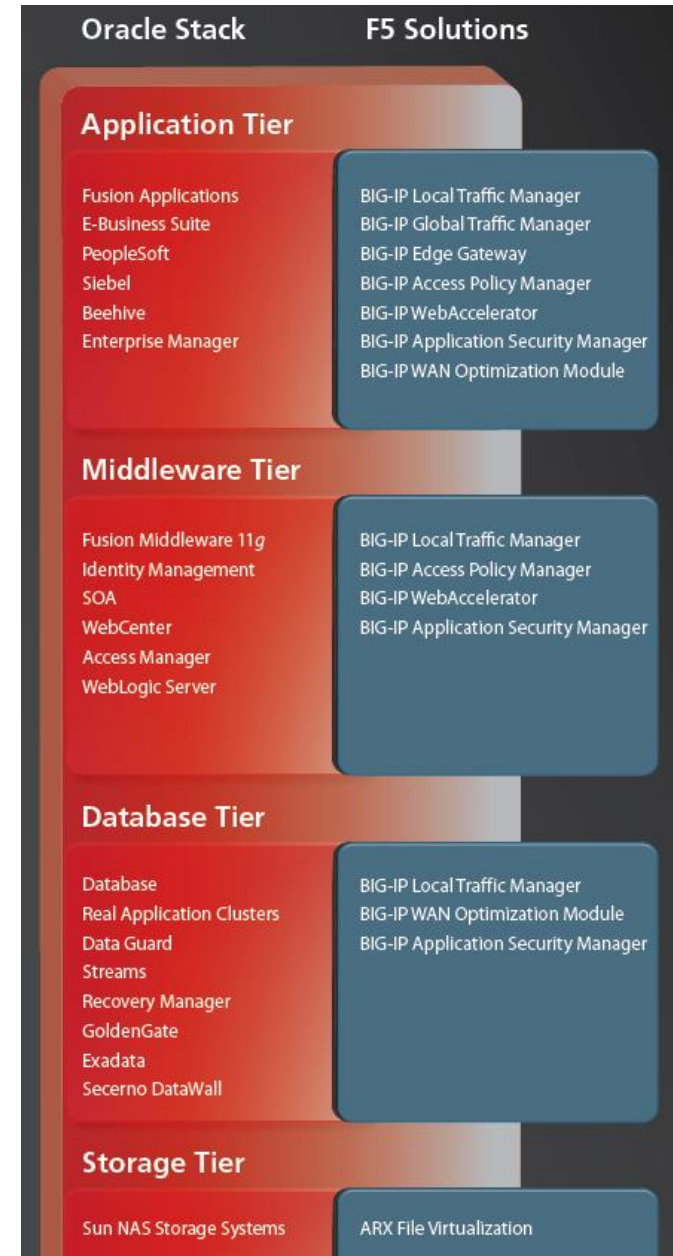 Oracle Stack
F5 Solutions
Application Tier
Fusion Applications
E-Business Suite
PeopleSoft
Siebel
Beehive
Enterprise Manager
BIG-IP Local Traffic Manager
BIG-IP Global Traffic Manager
BIG-IP Edge Gateway
BIG-IP Access Policy Manager
BIG-IP WebAccelerator
BIG-IP Application Security Manager
BIG-IP WAN Optimization Module
Middleware Tier
Fusion Middleware 11g
Identity Management
SOA
WebCenter
Access Manager
WebLogic Server
BIG-IP Local Traffic Manager
BIG-IP Access Policy Manager
BIG-IP WebAccelerator
BIG-IP Application Security Manager
Database Tier
Database
Real Application Clusters
Data Guard
Streams
Recovery Manager
GoldenGate
Exadata
Secerno DataWall
BIG-IP Local Traffic Manager
BIG-IP WAN Optimization Module
BIG-IP Application Security Manager
Storage Tier
Sun NAS Storage Systems
ARX File Virtualization